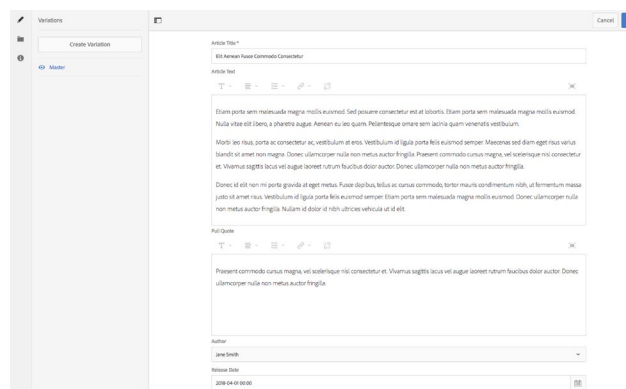 Variations
Cancel
Create Variation
Master
Article Title *
Elit Aenean Fusce Commodo Consectetur
Article Text
Etiam porta sem malesuada magna mollis euismod. Sed posuere consectetur est at lobortis. Etiam porta sem malesuada magna mollis euismod.
Nulla vitae elit libero, a pharetra augue. Aenean eu leo quam. Pellentesque ornare sem lacinia quam venenatis vestibulum.
Morbi leo risus, porta ac consectetur ac, vestibulum at eros. Vestibulum id ligula porta felis euismod semper. Maecenas sed diam eget risus varius
blandit sit amet non magna. Donec ullamcorper nulla non metus auctor fringilla. Praesent commodo cursus magna, vel scelerisque nisl consectetur
et. Vivamus sagittis lacus vel augue laoreet rutrum faucibus dolor auctor. Donec ullamcorper nulla non metus auctor fringilla.
Donec id elit non mi porta gravida at eget metus. Fusce dapibus, tellus ac cursus commodo, tortor mauris condimentum nibh, ut fermentum massa
justo sit amet risus. Vestibulum id ligula porta felis euismod semper. Etiam porta sem malesuada magna mollis euismod. Donec ullamcorper nulla
non metus auctor fringilla. Nullam id dolor id nibh ultricies vehicula ut id elit.
Pull Quote
Praesent commodo cursus magna, vel scelerisque nisl consectetur et. Vivamus sagittis lacus vel augue laoreet rutrum faucibus dolor auctor. Donec
ullamcorper nulla non metus auctor fringilla.
Author
Jane Smith
Release Date
2018-04-01 00:00